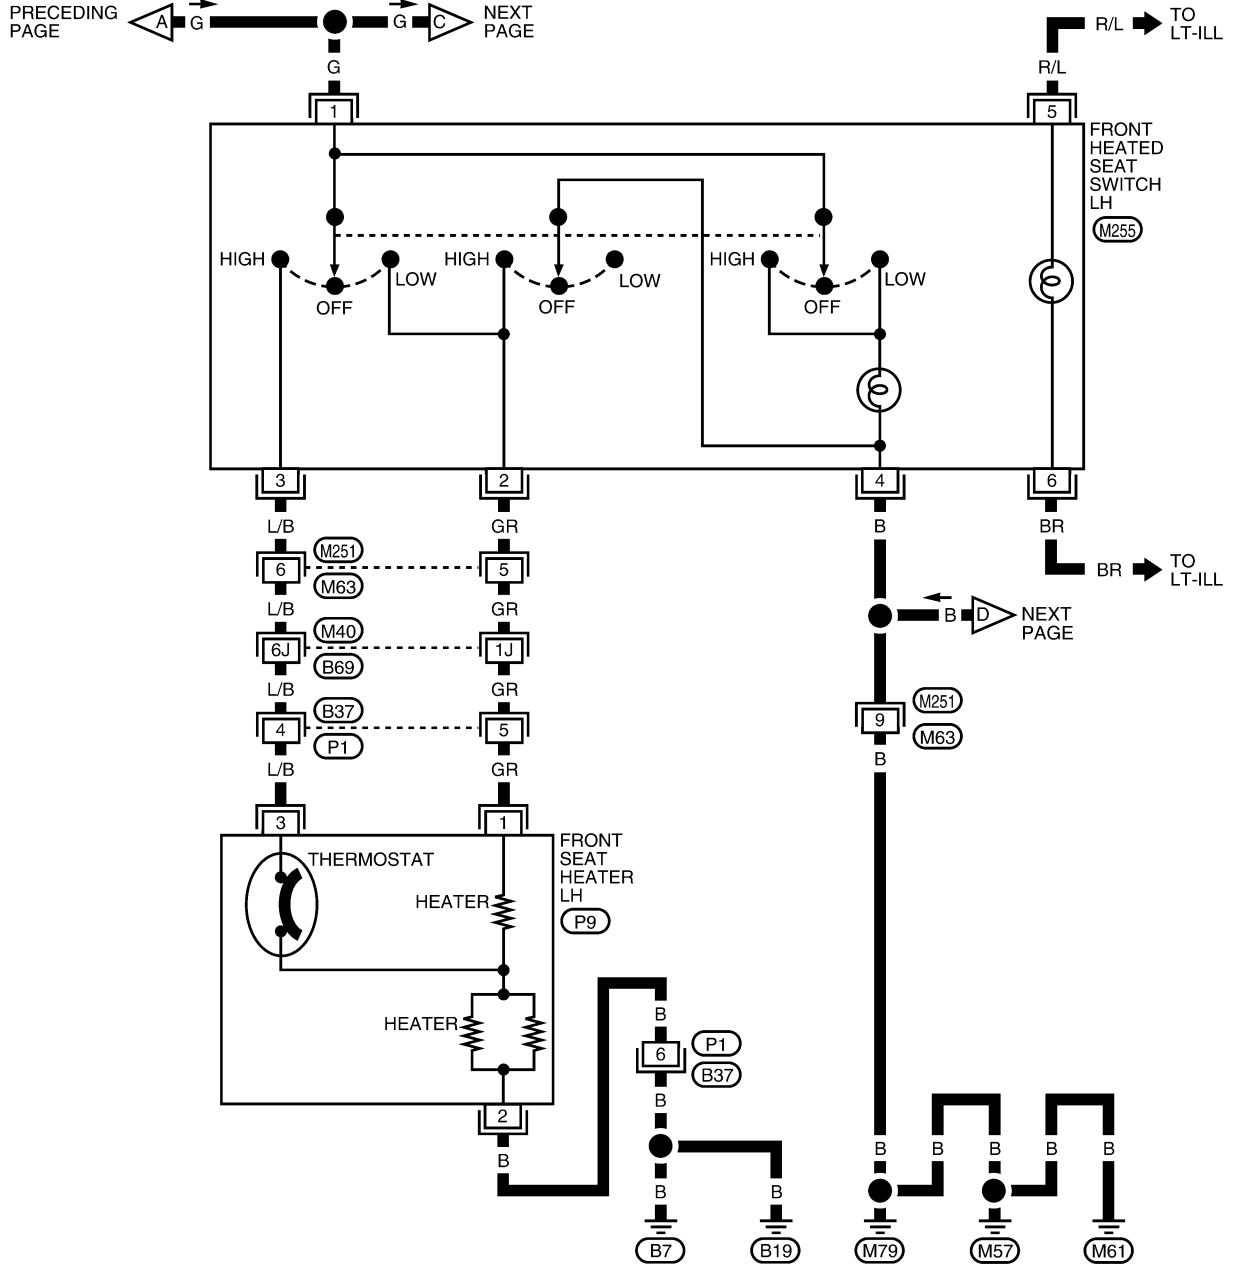 PRECEDING
PAGE
A
G
G
C
NEXT
PAGE
R/L
TO
LT-ILL
G
R/L
1
5
FRONT
HEATED
SEAT
SWITCH
LH
M255
HIGH
OFF
LOW
HIGH
OFF
LOW
HIGH
OFF
LOW
3
2
4
6
L/B
GR
B
BR
M251
6
5
M63
BR
TO
LT-ILL
L/B
GR
B
D
NEXT
PAGE
M40
6J
1J
B69
L/B
GR
M251
9
M63
B37
4
5
P1
B
L/B
GR
3
1
FRONT
SEAT
HEATER
LH
P9
THERMOSTAT
HEATER
HEATER
2
B
B
6
P1
B37
B
B
B
B
B
B
B
B
B7
B19
M79
M57
M61